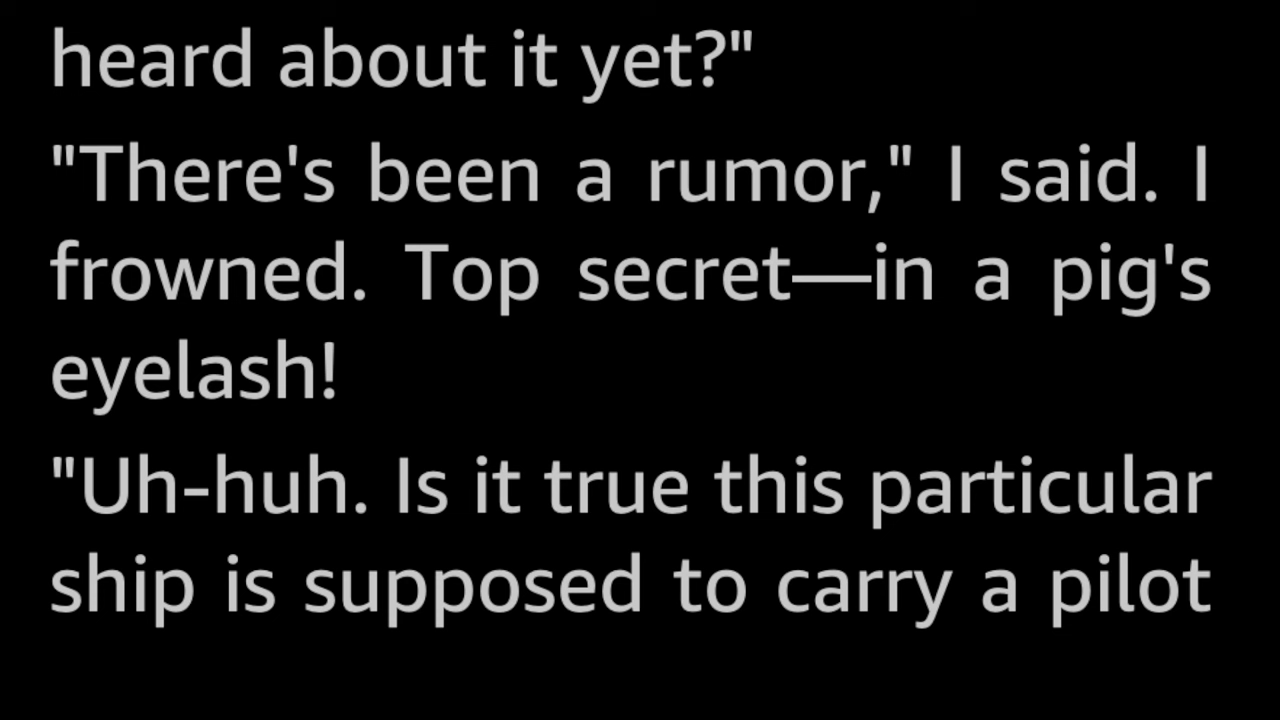 heard about it yet?"
"There's been a rumor," I said. I
frowned. Top secret—in a pig's
eyelash!
"Uh-huh. Is it true this particular
ship is supposed to carry a pilot